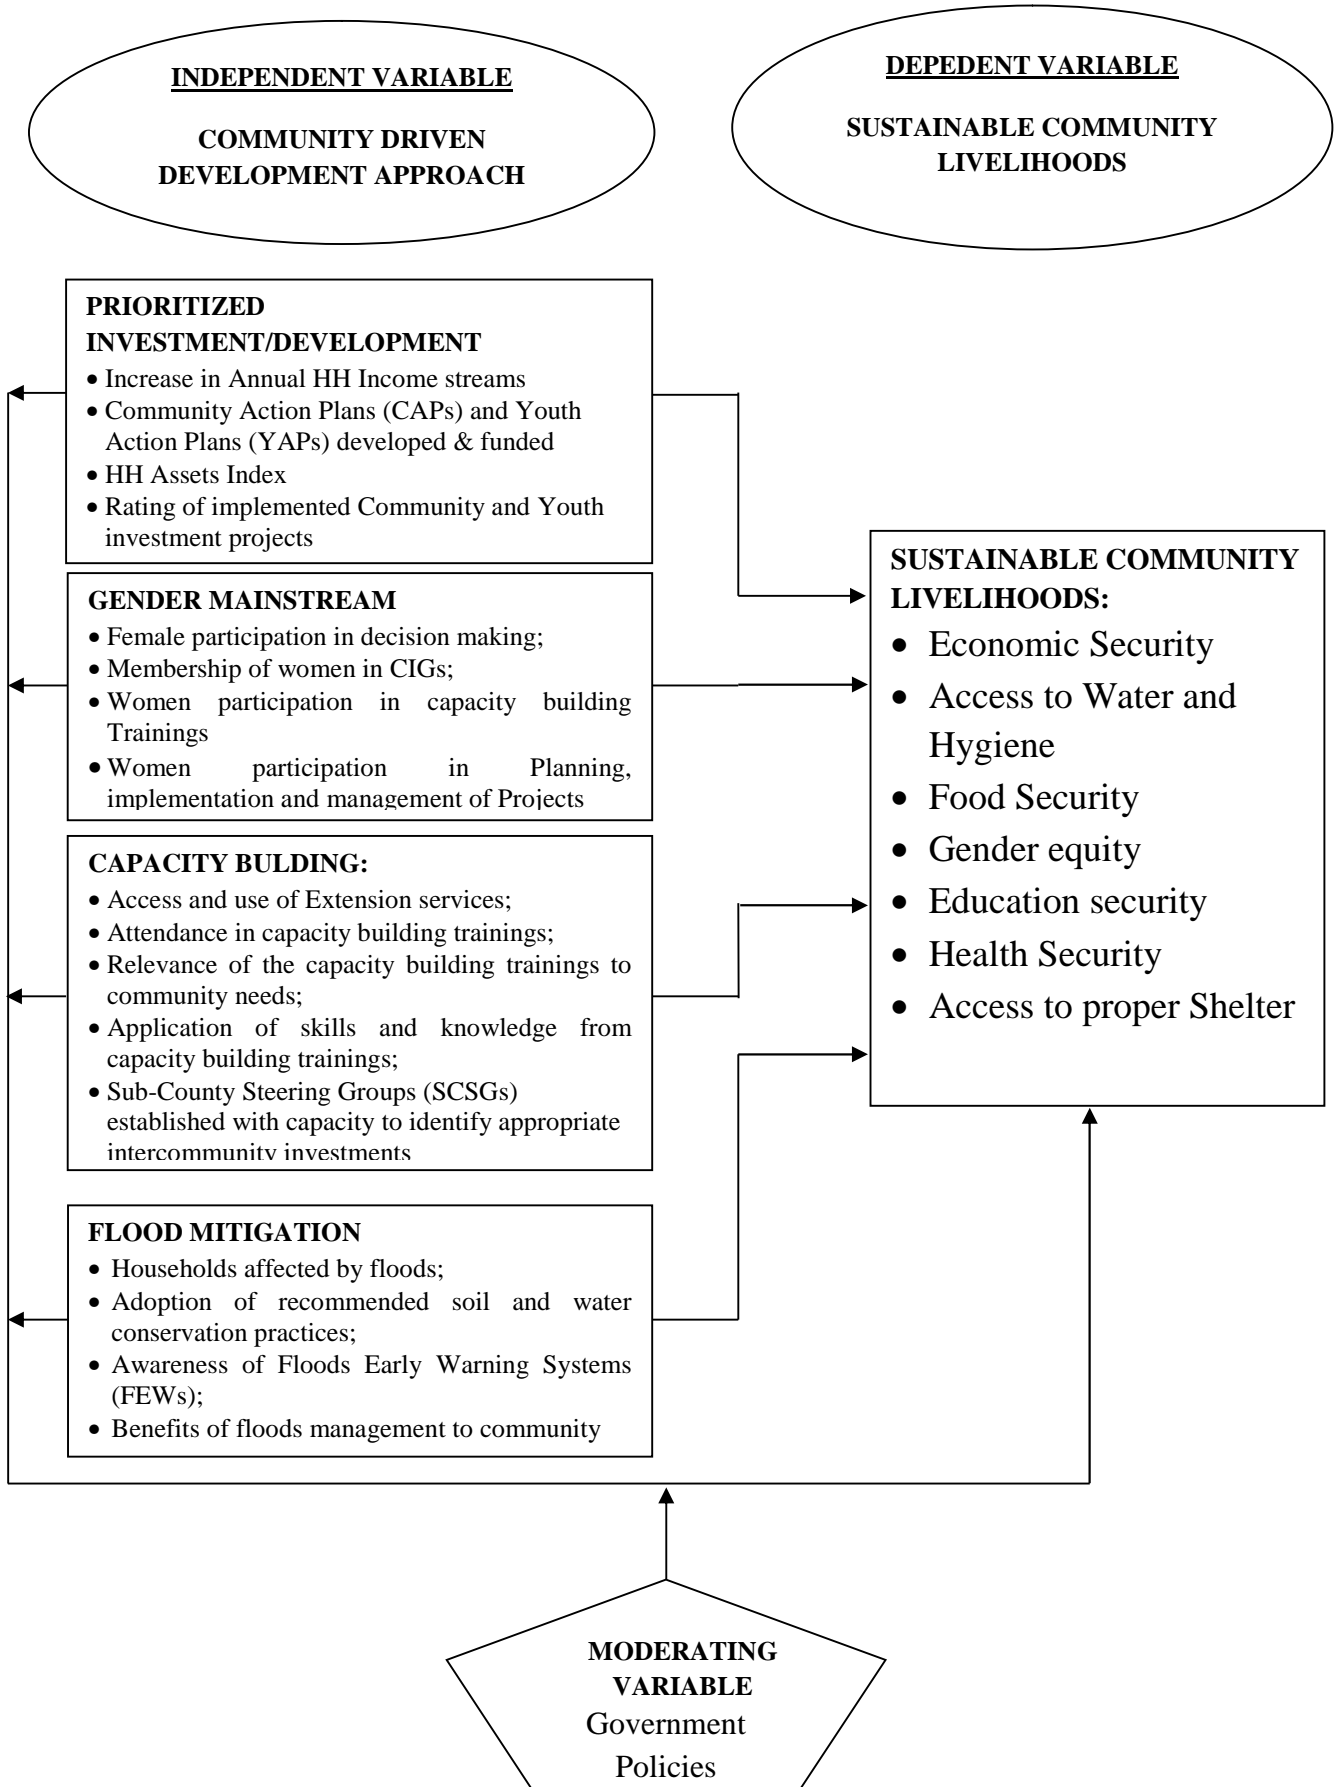 INDEPENDENT VARIABLE
COMMUNITY DRIVEN
DEVELOPMENT APPROACH
DEPEDENT VARIABLE
SUSTAINABLE COMMUNITY
LIVELIHOODS
PRIORITIZED
INVESTMENT/DEVELOPMENT
• Increase in Annual HH Income streams
• Community Action Plans (CAPs) and Youth
Action Plans (YAPs) developed & funded
• HH Assets Index
• Rating of implemented Community and Youth
investment projects
GENDER MAINSTREAM
• Female participation in decision making;
• Membership of women in CIGs;
• Women participation in capacity building
Trainings
• Women participation in Planning,
implementation and management of Projects
CAPACITY BULDING:
• Access and use of Extension services;
• Attendance in capacity building trainings;
• Relevance of the capacity building trainings to
community needs;
• Application of skills and knowledge from
capacity building trainings;
• Sub-County Steering Groups (SCSGs)
established with capacity to identify appropriate
intercommunity investments
FLOOD MITIGATION
• Households affected by floods;
• Adoption of recommended soil and water
conservation practices;
• Awareness of Floods Early Warning Systems
(FEWs);
• Benefits of floods management to community
SUSTAINABLE COMMUNITY
LIVELIHOODS:
• Economic Security
• Access to Water and
Hygiene
• Food Security
• Gender equity
• Education security
• Health Security
• Access to proper Shelter
MODERATING
VARIABLE
Government
Policies